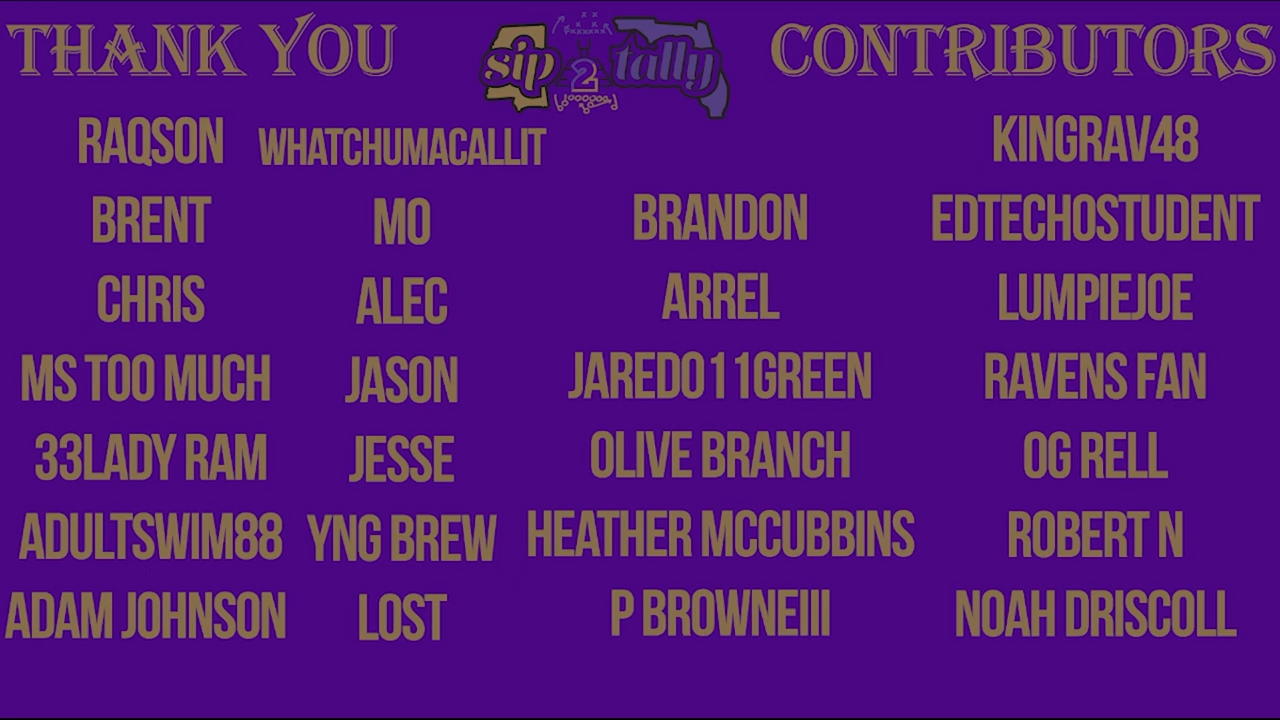 THANK YOU
sip 2 tally
CONTRIBUTORS
RAQSON
BRENT
CHRIS
MS TOO MUCH
33LADY RAM
ADULTSWIM88
ADAM JOHNSON
WHATCHUMACALLIT
MO
ALEC
JASON
JESSE
YNG BREW
LOST
BRANDON
ARREL
JAREDO11GREEN
OLIVE BRANCH
HEATHER MCCUBBINS
P BROWNEIII
KINGRAV48
EDTECHOSTUDENT
LUMPIEJOE
RAVENS FAN
OG RELL
ROBERT N
NOAH DRISCOLL